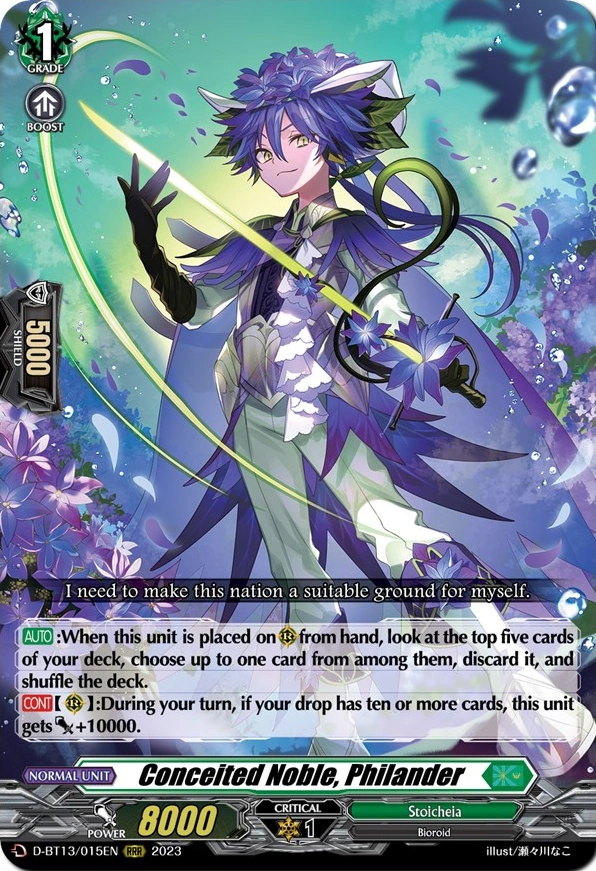 1
GRADE
BOOST
5000
SHIELD
I need to make this nation a suitable ground for myself.
AUTO:When this unit is placed on R from hand, look at the top five cards
of your deck, choose up to one card from among them, discard it, and
shuffle the deck.
CONT【R】:During your turn, if your drop has ten or more cards, this unit
gets +10000.
NORMAL UNIT
Conceited Noble, Philander
POWER 8000
CRITICAL
1
Stoicheia
Bioroid
D-BT13/015EN RRR 2023
illust/瀬々川なこ